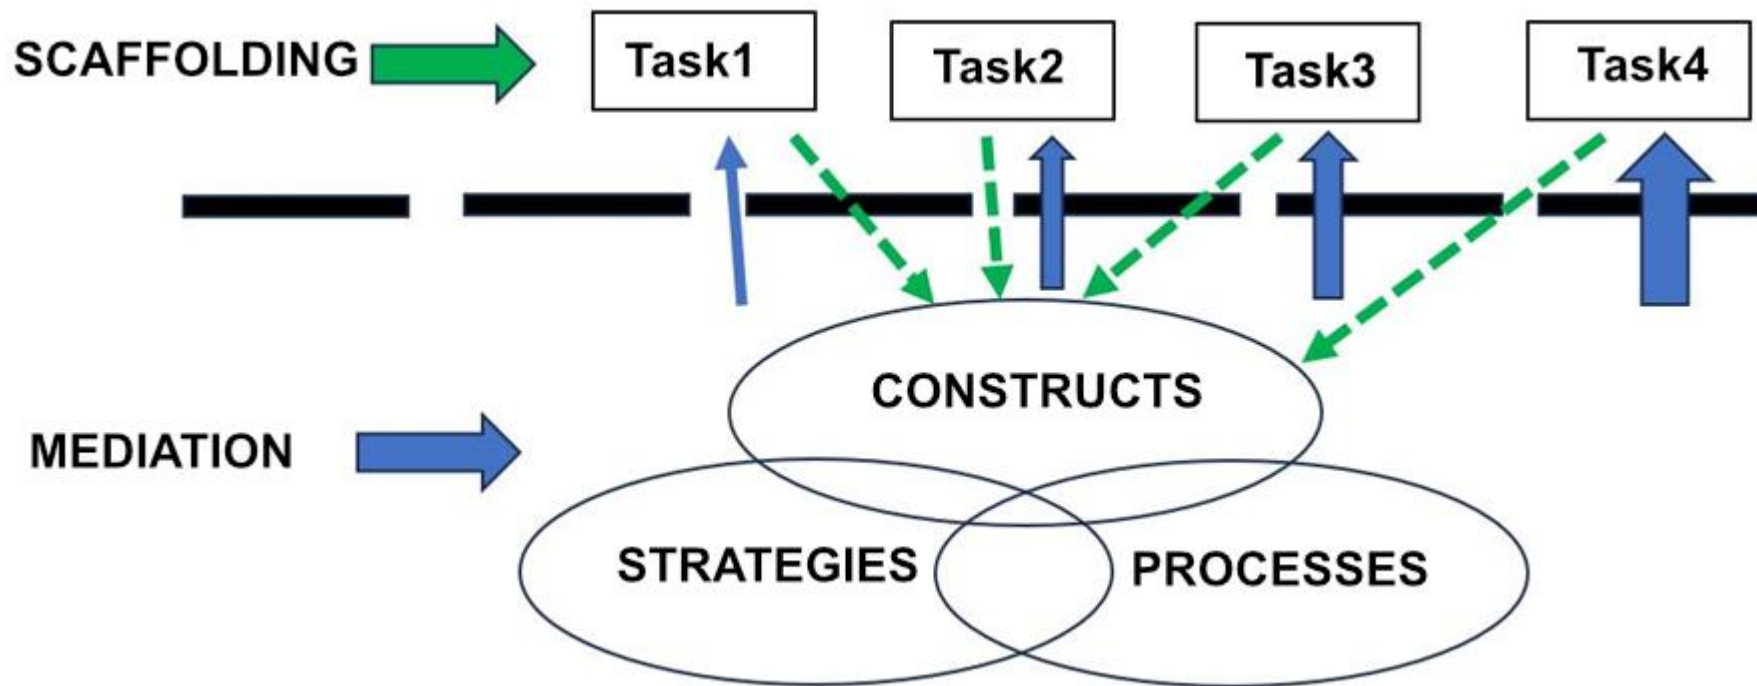 SCAFFOLDING
Task1
Task2
Task3
Task4
CONSTRUCTS
MEDIATION
STRATEGIES
PROCESSES